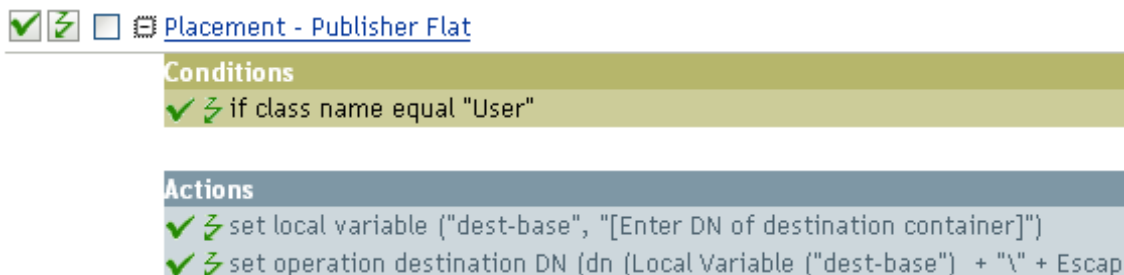 Placement - Publisher Flat
Conditions
if class name equal "User"
Actions
set local variable ("dest-base", "[Enter DN of destination container]")
set operation destination DN (dn (Local Variable ("dest-base") + "\" + Escap